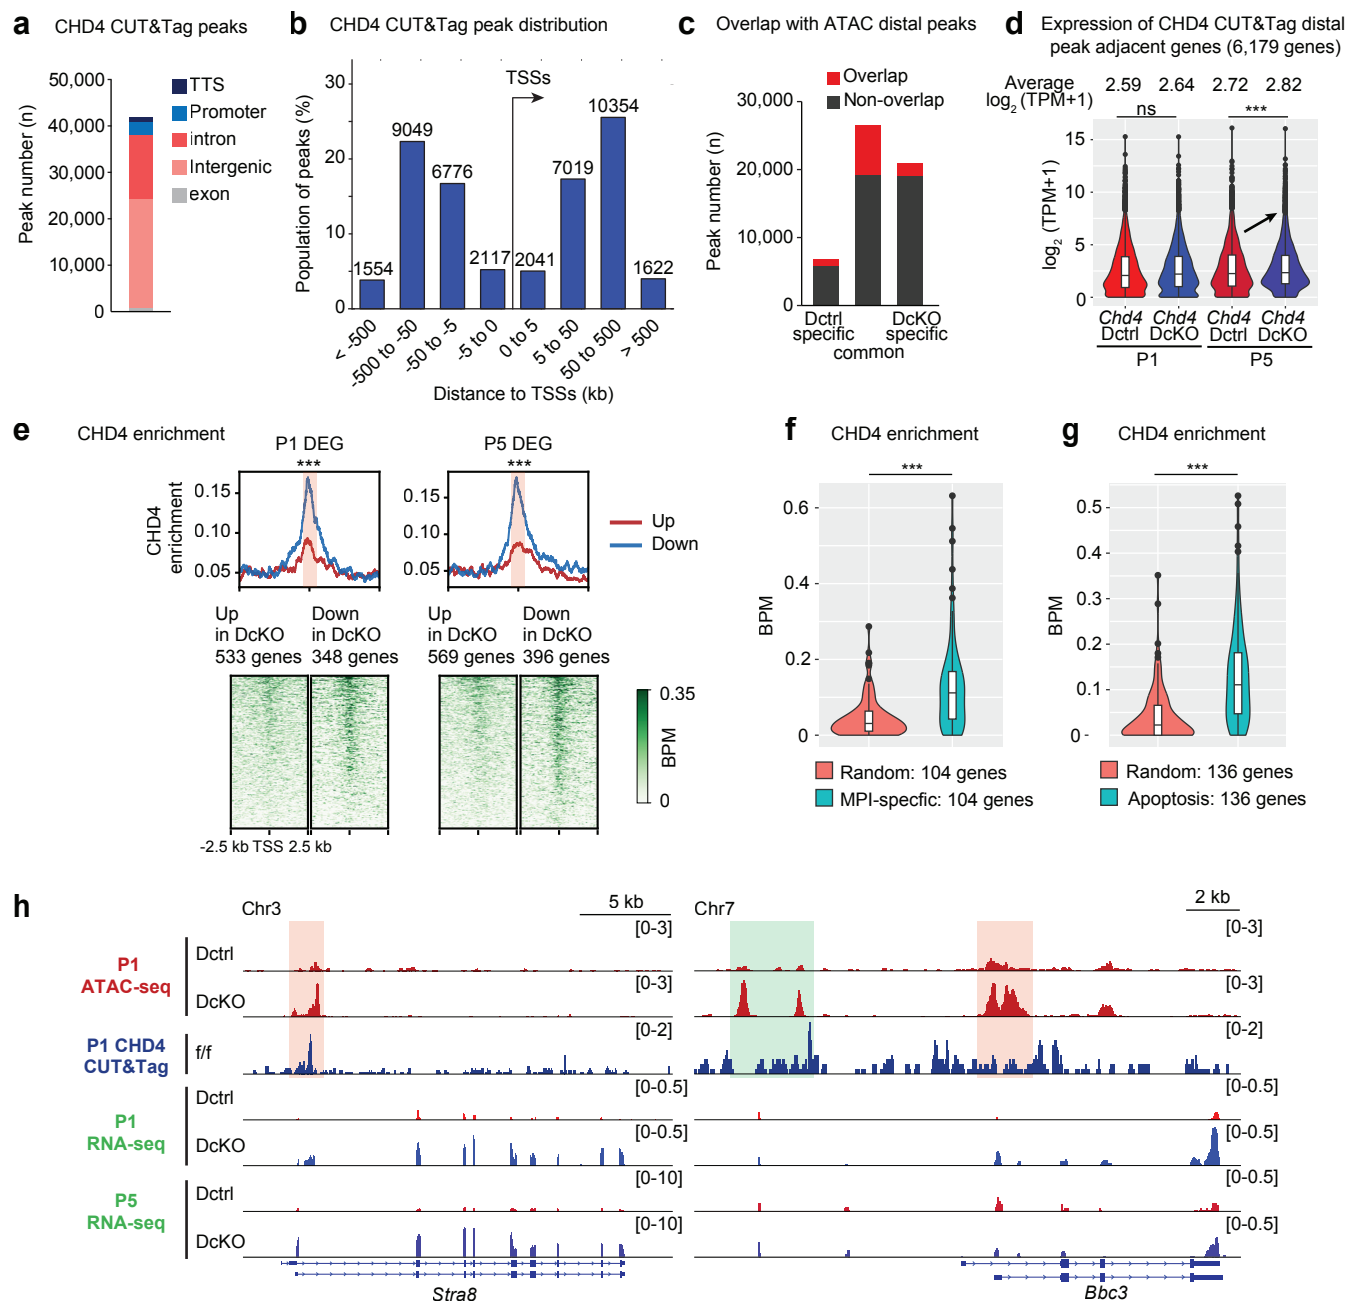 a CHD4 CUT&Tag peaks
Peak number (n)
50,000
40,000
30,000
20,000
10,000
0
TTS
Promoter
intron
Intergenic
exon
b CHD4 CUT&Tag peak distribution
Population of peaks (%)
30
20
10
0
TSSs
1554
9049
6776
2117
2041
7019
10354
1622
< -500
-500 to -50
-50 to -5
-5 to 0
0 to 5
5 to 50
50 to 500
> 500
Distance to TSSs (kb)
c Overlap with ATAC distal peaks
Overlap
Non-overlap
Peak number (n)
30,000
20,000
10,000
0
Dctrl
specific
common
DcKO
specific
d Expression of CHD4 CUT&Tag distal
peak adjacent genes (6,179 genes)
Average
log2 (TPM+1)
2.59 2.64 2.72 2.82
ns ***
log2 (TPM+1)
15
10
5
0
Chd4 Chd4 Chd4 Chd4
Dctrl DcKO Dctrl DcKO
P1 P5
e CHD4 enrichment
P1 DEG
***
P5 DEG
***
CHD4
enrichment
0.15
0.10
0.05
0.15
0.10
0.05
Up
Down
Up
in DcKO
533 genes
Down
in DcKO
348 genes
Up
in DcKO
569 genes
Down
in DcKO
396 genes
0.35
BPM
0
-2.5 kb TSS 2.5 kb
f CHD4 enrichment
***
BPM
0.6
0.4
0.2
0
Random: 104 genes
MPI-specfic: 104 genes
g CHD4 enrichment
***
BPM
0.5
0.4
0.3
0.2
0.1
0
Random: 136 genes
Apoptosis: 136 genes
h
Chr3
5 kb
Chr7
2 kb
P1
ATAC-seq
Dctrl
[0-3]
[0-3]
DcKO
[0-3]
[0-3]
P1 CHD4
CUT&Tag
f/f
[0-2]
[0-2]
P1
RNA-seq
Dctrl
[0-0.5]
[0-0.5]
DcKO
[0-0.5]
[0-0.5]
P5
RNA-seq
Dctrl
[0-10]
[0-0.5]
DcKO
[0-10]
[0-0.5]
Stra8
Bbc3